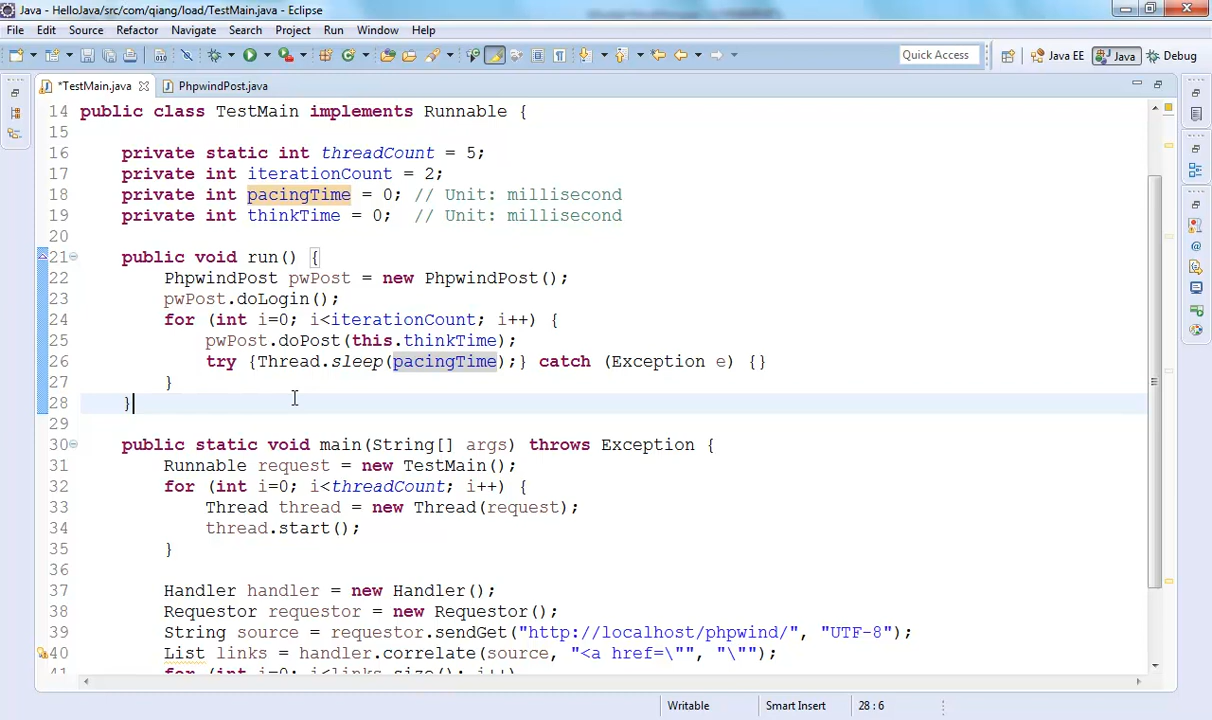 Java - HelloJava/src/com/qiang/load/TestMain.java - Eclipse
File Edit Source Refactor Navigate Search Project Run Window Help
Quick Access Java EE Java Debug
*TestMain.java PhpwindPost.java
14 public class TestMain implements Runnable {
15
16 private static int threadCount = 5;
17 private int iterationCount = 2;
18 private int pacingTime = 0; // Unit: millisecond
19 private int thinkTime = 0; // Unit: millisecond
20
21 public void run() {
22 PhpwindPost pwPost = new PhpwindPost();
23 pwPost.doLogin();
24 for (int i=0; i<iterationCount; i++) {
25 pwPost.doPost(this.thinkTime);
26 try {Thread.sleep(pacingTime);} catch (Exception e) {}
27 }
28 }
29
30 public static void main(String[] args) throws Exception {
31 Runnable request = new TestMain();
32 for (int i=0; i<threadCount; i++) {
33 Thread thread = new Thread(request);
34 thread.start();
35 }
36
37 Handler handler = new Handler();
38 Requestor requestor = new Requestor();
39 String source = requestor.sendGet("http://localhost/phpwind/", "UTF-8");
40 List links = handler.correlate(source, "<a href=\"", "\"");
41 for (int i=0; i<links.size(); i++)
Writable Smart Insert 28 : 6